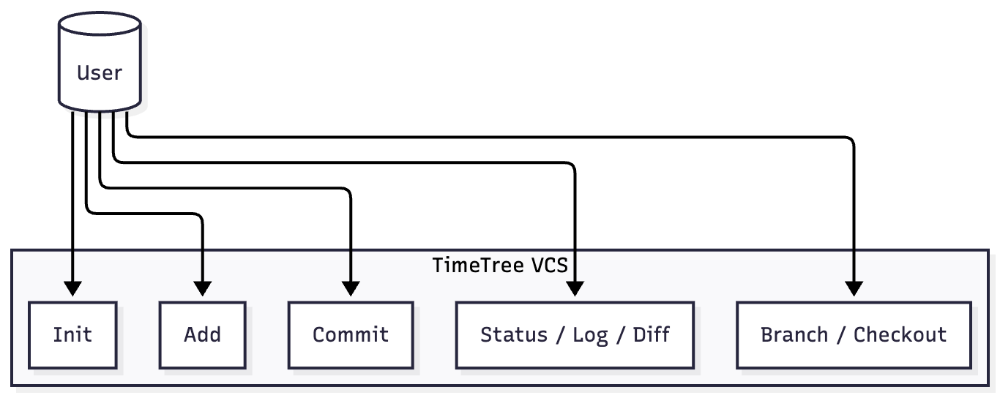 User
TimeTree VCS
Init
Add
Commit
Status / Log / Diff
Branch / Checkout